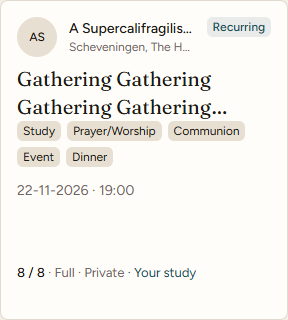 AS
A Supercalifragilis...
Recurring
Scheveningen, The H...
Gathering Gathering
Gathering Gathering...
Study Prayer/Worship Communion
Event Dinner
22-11-2026 · 19:00
8 / 8 · Full · Private · Your study